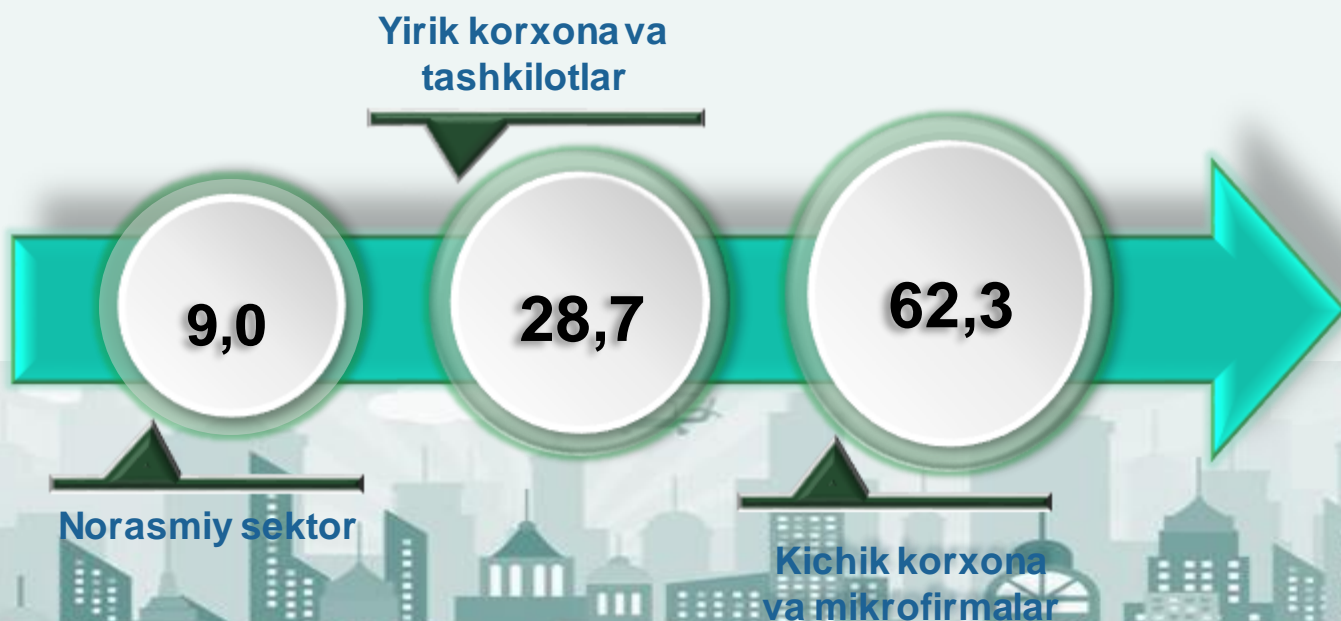 Yirik korxona va
tashkilotlar
9,0
28,7
62,3
Norasmiy sektor
Kichik korxona
va mikrofirmalar